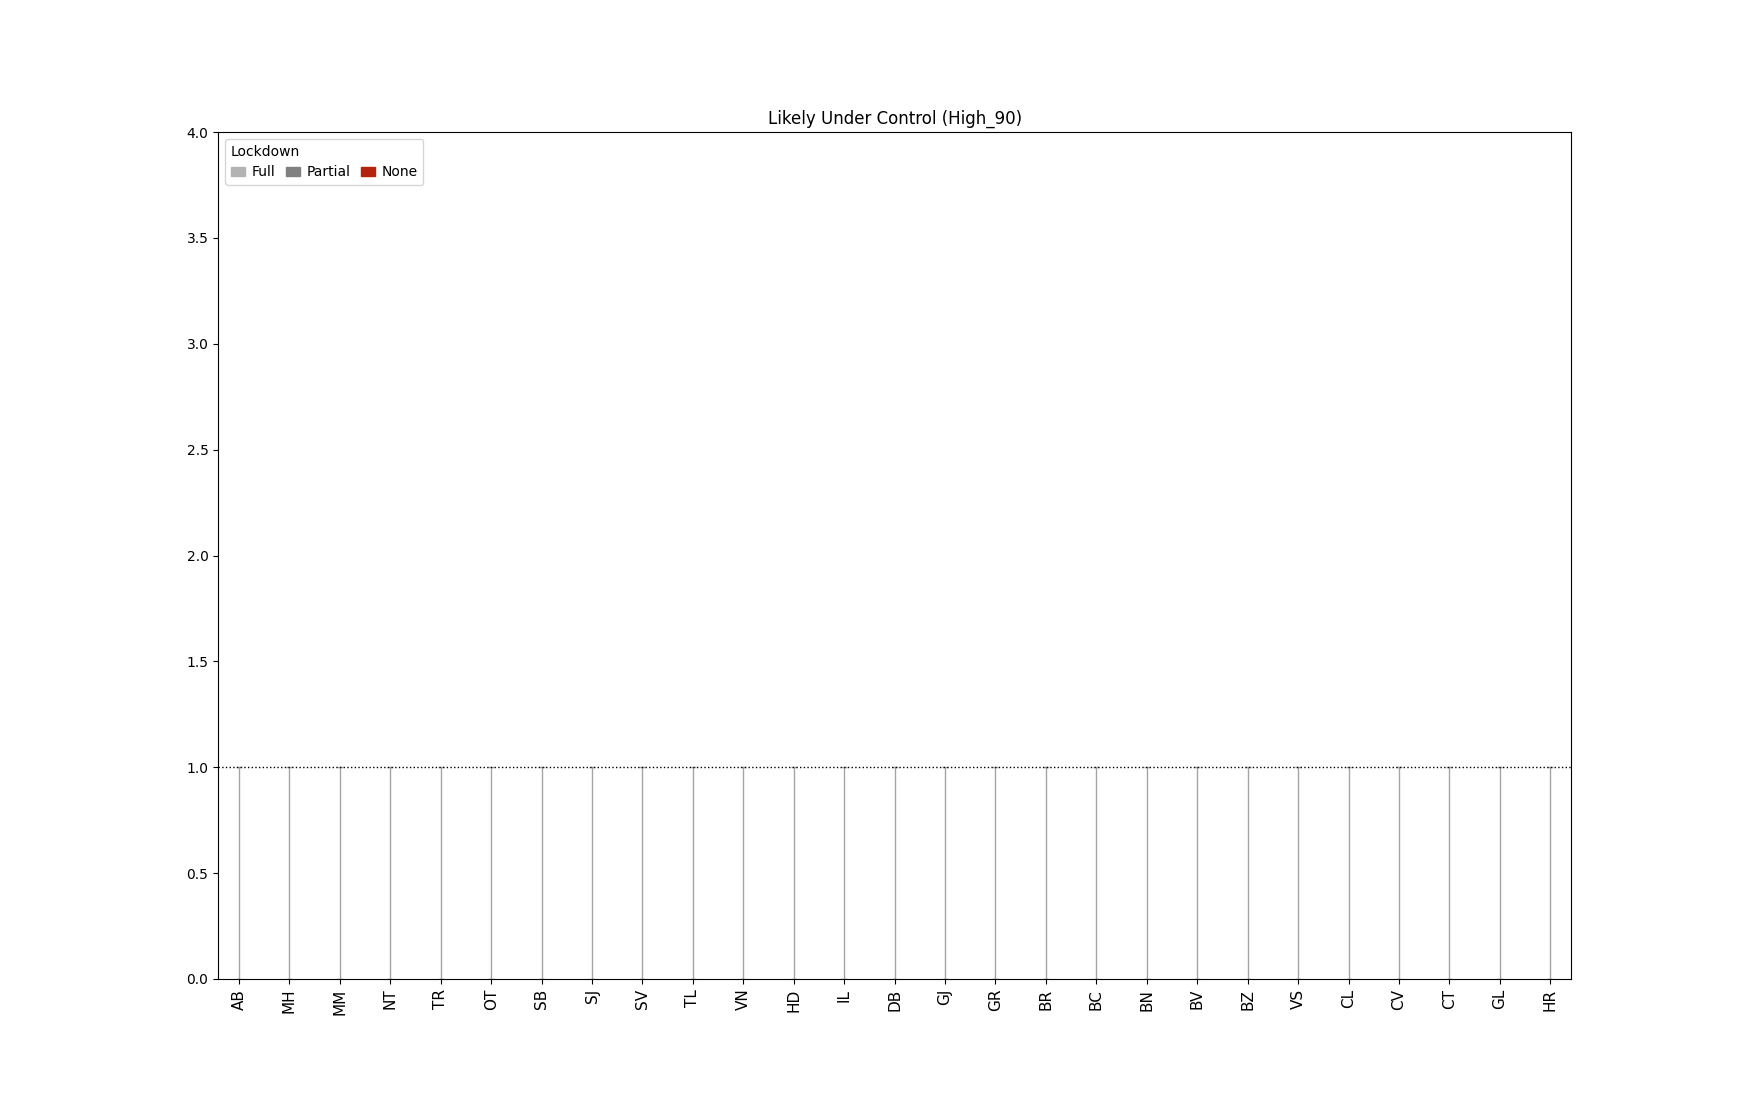 Likely Under Control (High_90)
Lockdown
Full Partial None
4.0
3.5
3.0
2.5
2.0
1.5
1.0
0.5
0.0
AB MH MM NT TR OT SB SJ SV TL VN HD IL DB GJ GR BR BC BN BV BZ VS CL CV CT GL HR